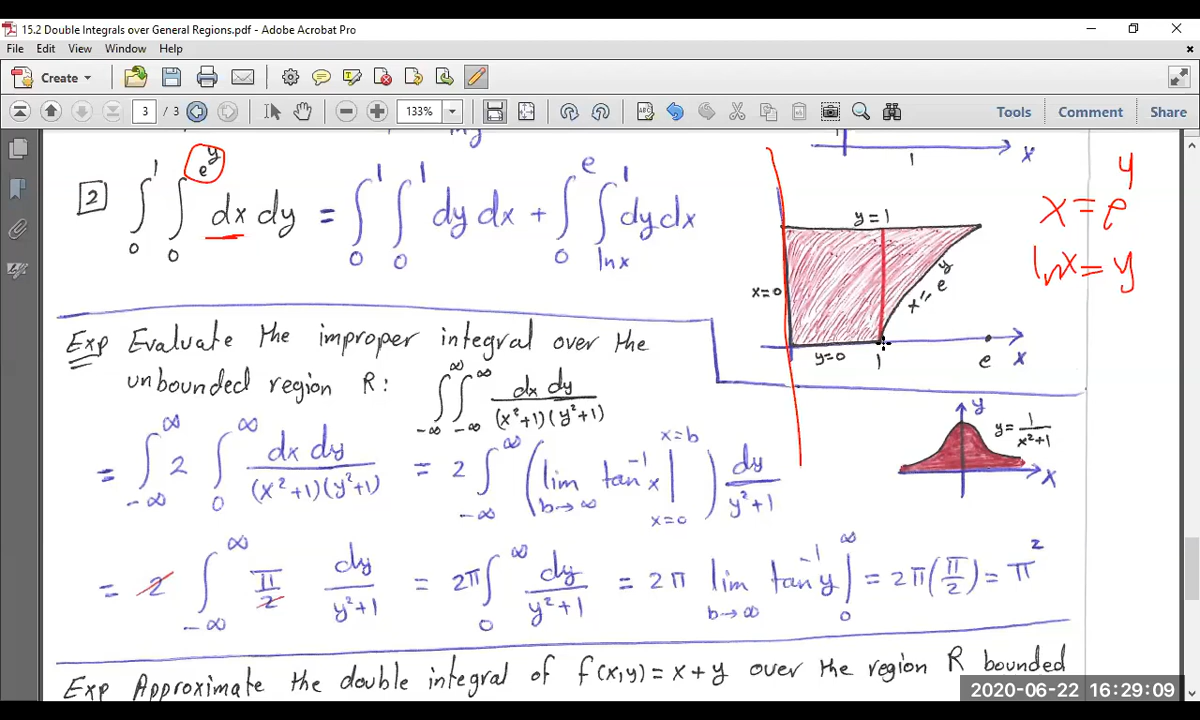 15.2 Double Integrals over General Regions.pdf - Adobe Acrobat Pro
File Edit View Window Help
Create
3 / 3 133% Tools Comment Share
1 x
2 ∫₀¹ ∫₀^(e^y) dx dy = ∫₀¹ ∫₀¹ dy dx + ∫₀^e ∫_(ln x)^1 dy dx
y=1
x=0
x=e^y
y=0 1 e x
x = e^y
ln x = y
Exp Evaluate the improper integral over the
unbounded region R: ∫_(-∞)^∞ ∫_(-∞)^∞ dx dy / (x²+1)(y²+1)
y
y = 1/(x²+1)
x
= ∫_(-∞)^∞ 2 ∫₀^∞ dx dy / (x²+1)(y²+1) = 2 ∫_(-∞)^∞ ( lim_(b→∞) tan⁻¹x |_(x=0)^(x=b) ) dy/(y²+1)
= 2 ∫_(-∞)^∞ π/2 dy/(y²+1) = 2π ∫₀^∞ dy/(y²+1) = 2π lim_(b→∞) tan⁻¹y |₀^∞ = 2π(π/2) = π²
Exp Approximate the double integral of f(x,y)=x+y over the region R bounded
2020-06-22 16:29:09